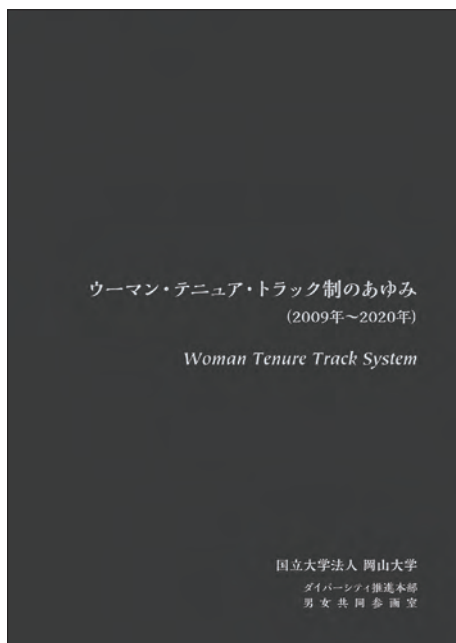 ウーマン・テニュア・トラック制のあゆみ
(2009年～2020年)
Woman Tenure Track System
国立大学法人 岡山大学
ダイバーシティ推進本部
男女共同参画室